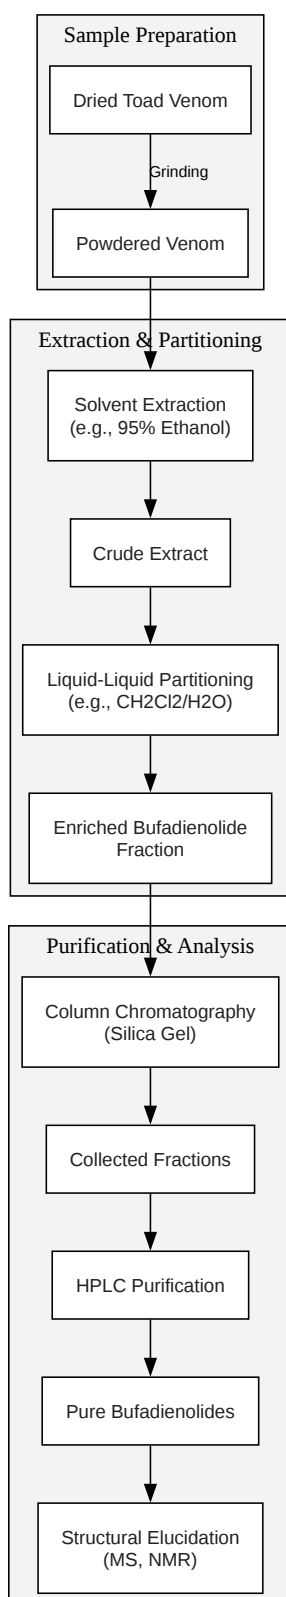 Sample Preparation
Dried Toad Venom
Grinding
Powdered Venom
Extraction & Partitioning
Solvent Extraction
(e.g., 95% Ethanol)
Crude Extract
Liquid-Liquid Partitioning
(e.g., CH2Cl2/H2O)
Enriched Bufadienolide
Fraction
Purification & Analysis
Column Chromatography
(Silica Gel)
Collected Fractions
HPLC Purification
Pure Bufadienolides
Structural Elucidation
(MS, NMR)